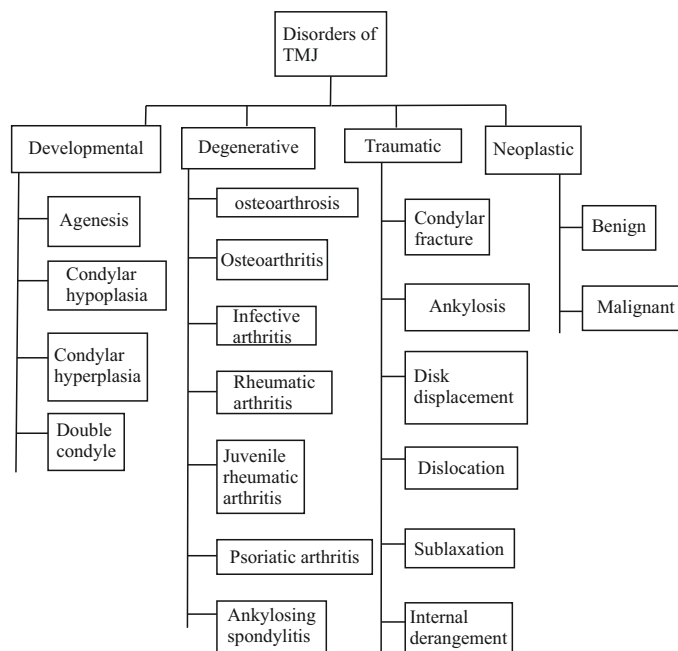 Disorders of
TMJ
Developmental
Agenesis
Condylar
hypoplasia
Condylar
hyperplasia
Double
condyle
Degenerative
osteoarthrosis
Osteoarthritis
Infective
arthritis
Rheumatic
arthritis
Juvenile
rheumatic
arthritis
Psoriatic arthritis
Ankylosing
spondylitis
Traumatic
Condylar
fracture
Ankylosis
Disk
displacement
Dislocation
Sublaxation
Internal
derangement
Neoplastic
Benign
Malignant